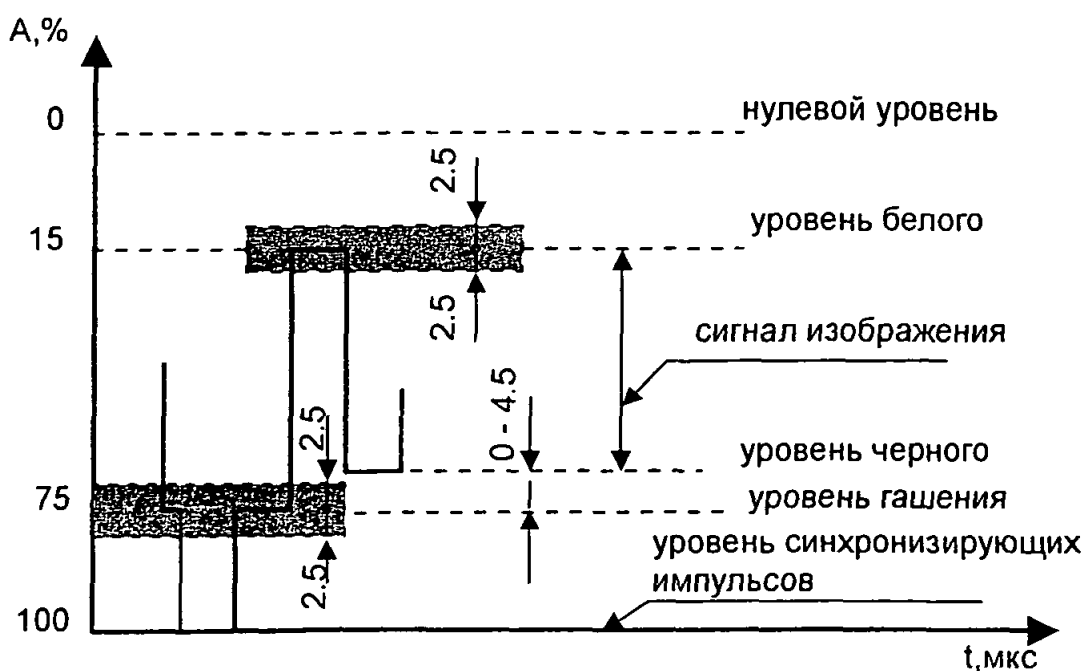 А,%
0
нулевой уровень
2.5
15
уровень белого
2.5
сигнал изображения
2.5
0 - 4.5
уровень черного
75
уровень гашения
2.5
уровень синхронизирующих
импульсов
100
t,мкс